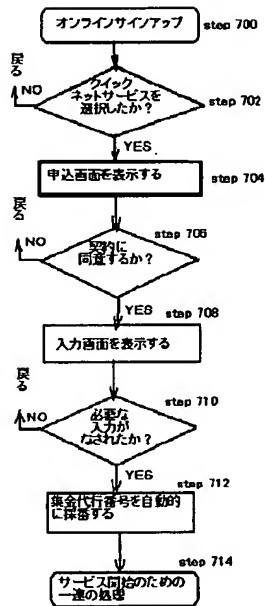 オンラインサインアップ
step 700
クイック
ネットサービスを
選択したか？
step 702
戻る
NO
YES
申込画面を表示する
step 704
戻る
step 706
NO
契約に
同意するか？
YES
step 708
入力画面を表示する
戻る
step 710
NO
必要な
入力が
なされたか？
YES
step 712
集金代行番号を自動的
に採番する
step 714
サービス開始のための
一連の処理